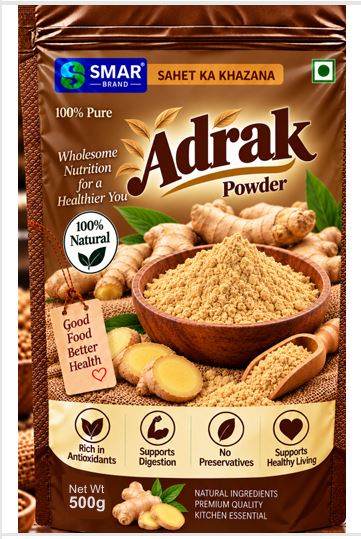 SMAR®
BRAND
SAHET KA KHAZANA
100% Pure
Adrak
Powder
Wholesome
Nutrition
for a
Healthier You
100%
Natural
Good
Food
Better
Health
Rich in
Antioxidants
Supports
Digestion
No
Preservatives
Supports
Healthy Living
Net Wt
500g
NATURAL INGREDIENTS
PREMIUM QUALITY
KITCHEN ESSENTIAL